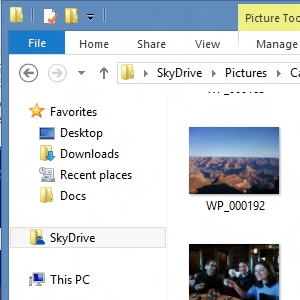 Picture Too
File
Home
Share
View
Manage
SkyDrive
Pictures
Ca
Favorites
Desktop
Downloads
Recent places
Docs
SkyDrive
This PC
WP_000192